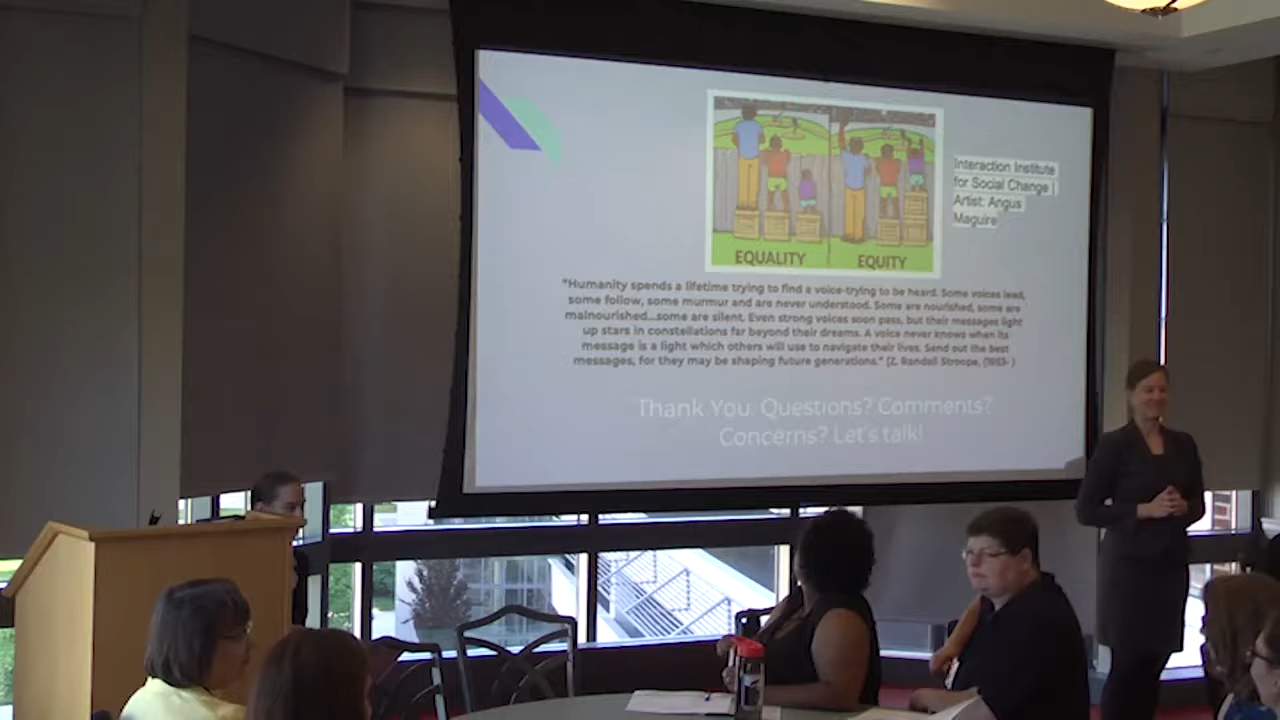 EQUALITY
EQUITY
Interaction Institute
for Social Change |
Artist: Angus
Maguire
"Humanity spends a lifetime trying to find a voice-trying to be heard. Some voices lead,
some follow, some murmur and are never understood. Some are nourished, some are
malnourished...some are silent. Even strong voices soon pass, but their messages light
up stars in constellations far beyond their dreams. A voice never knows when its
message is a light which others will use to navigate their lives. Send out the best
messages, for they may be shaping future generations." (Z. Randall Stroope, (1953- )
Thank You. Questions? Comments?
Concerns? Let's talk!